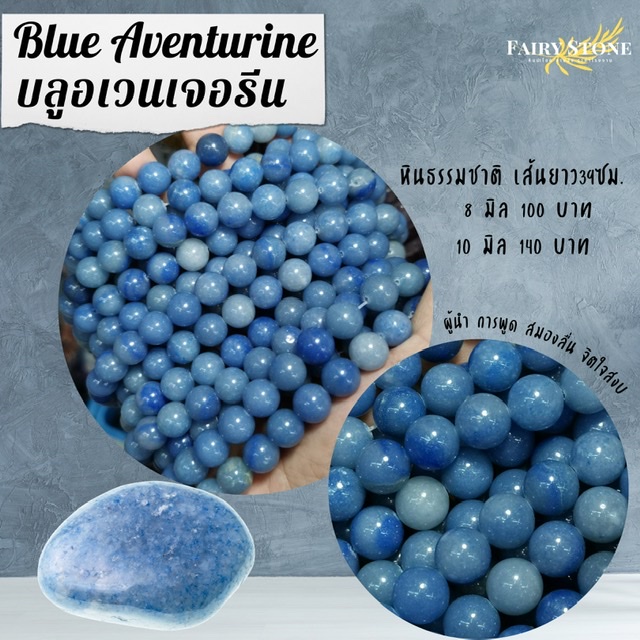 Blue Aventurine
บลูอเวนเจอรีน
FAIRY STONE
หินธรรมชาติ เส้นยาว39ซม.
8 มิล 100 บาท
10 มิล 140 บาท
ผู้นำ การพูด สมองลื่น จิตใจสงบ